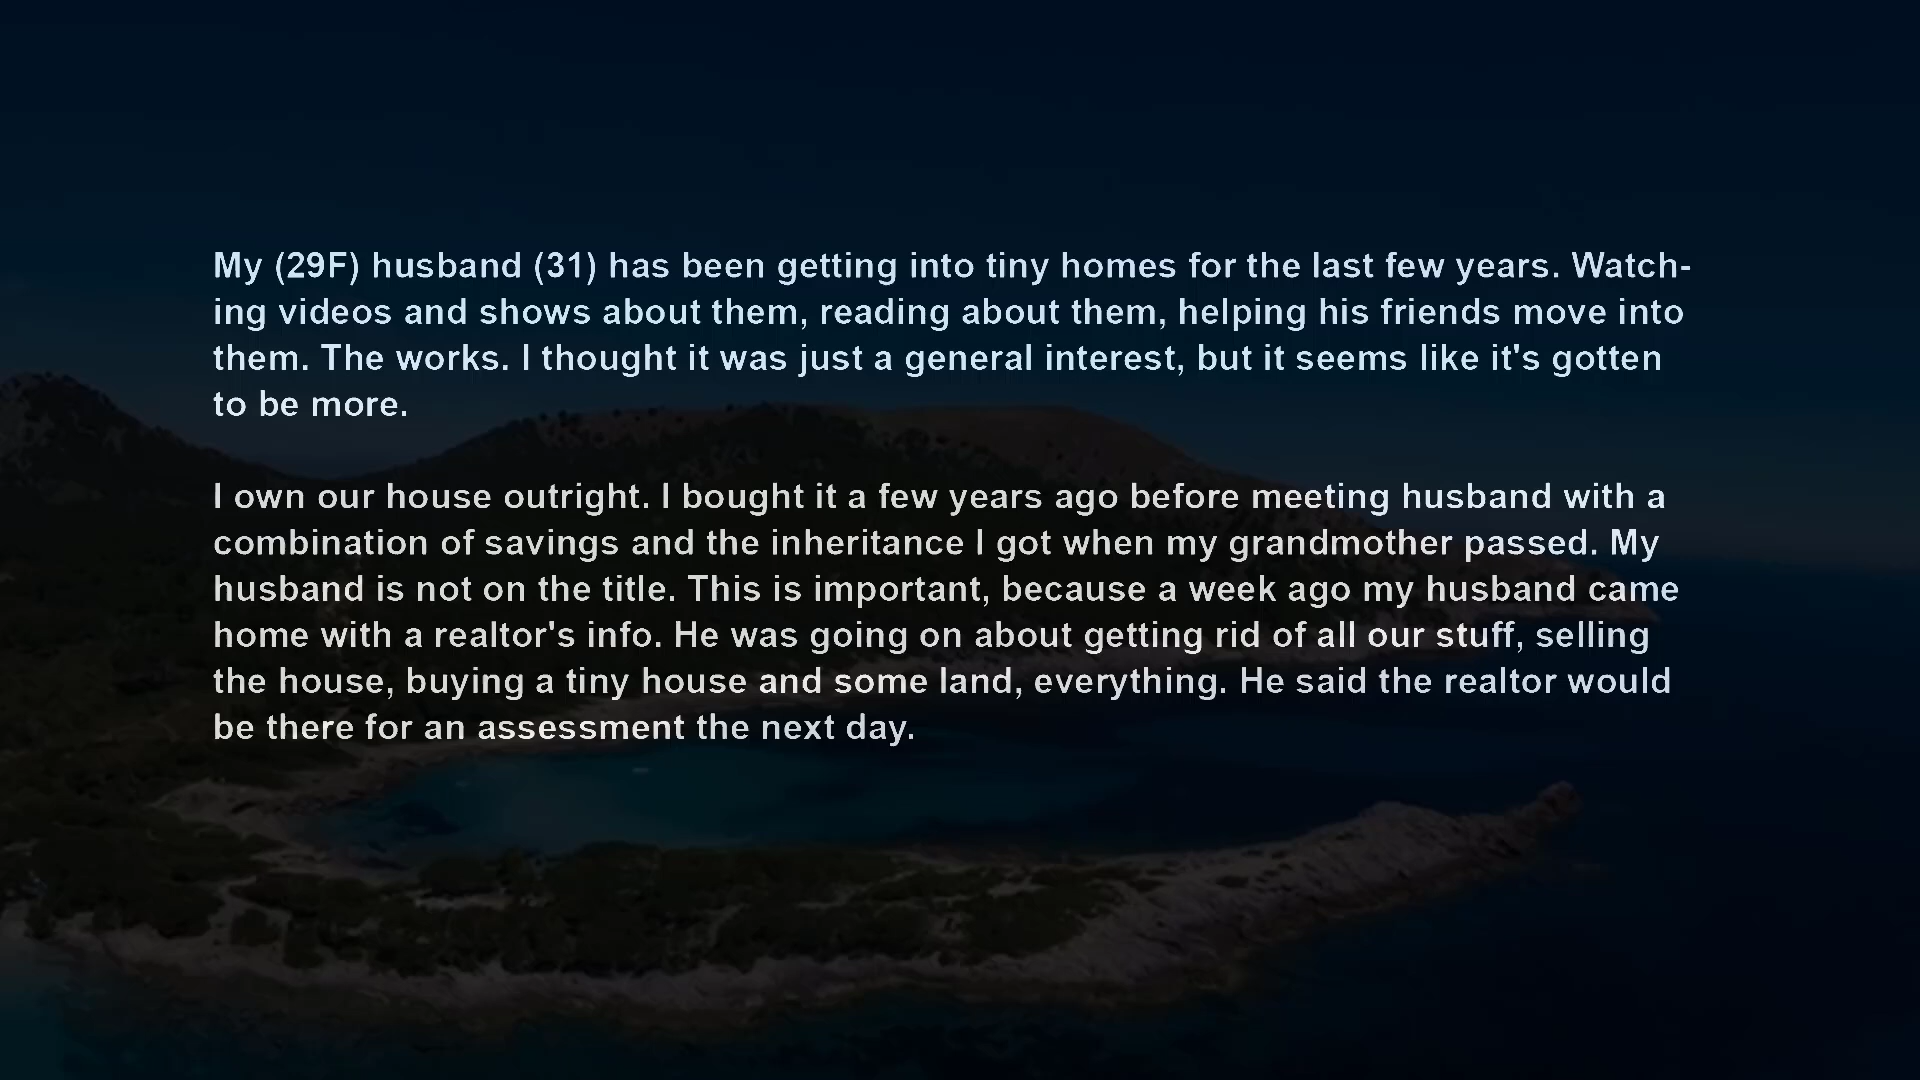 My (29F) husband (31) has been getting into tiny homes for the last few years. Watch-
ing videos and shows about them, reading about them, helping his friends move into
them. The works. I thought it was just a general interest, but it seems like it's gotten
to be more.
I own our house outright. I bought it a few years ago before meeting husband with a
combination of savings and the inheritance I got when my grandmother passed. My
husband is not on the title. This is important, because a week ago my husband came
home with a realtor's info. He was going on about getting rid of all our stuff, selling
the house, buying a tiny house and some land, everything. He said the realtor would
be there for an assessment the next day.